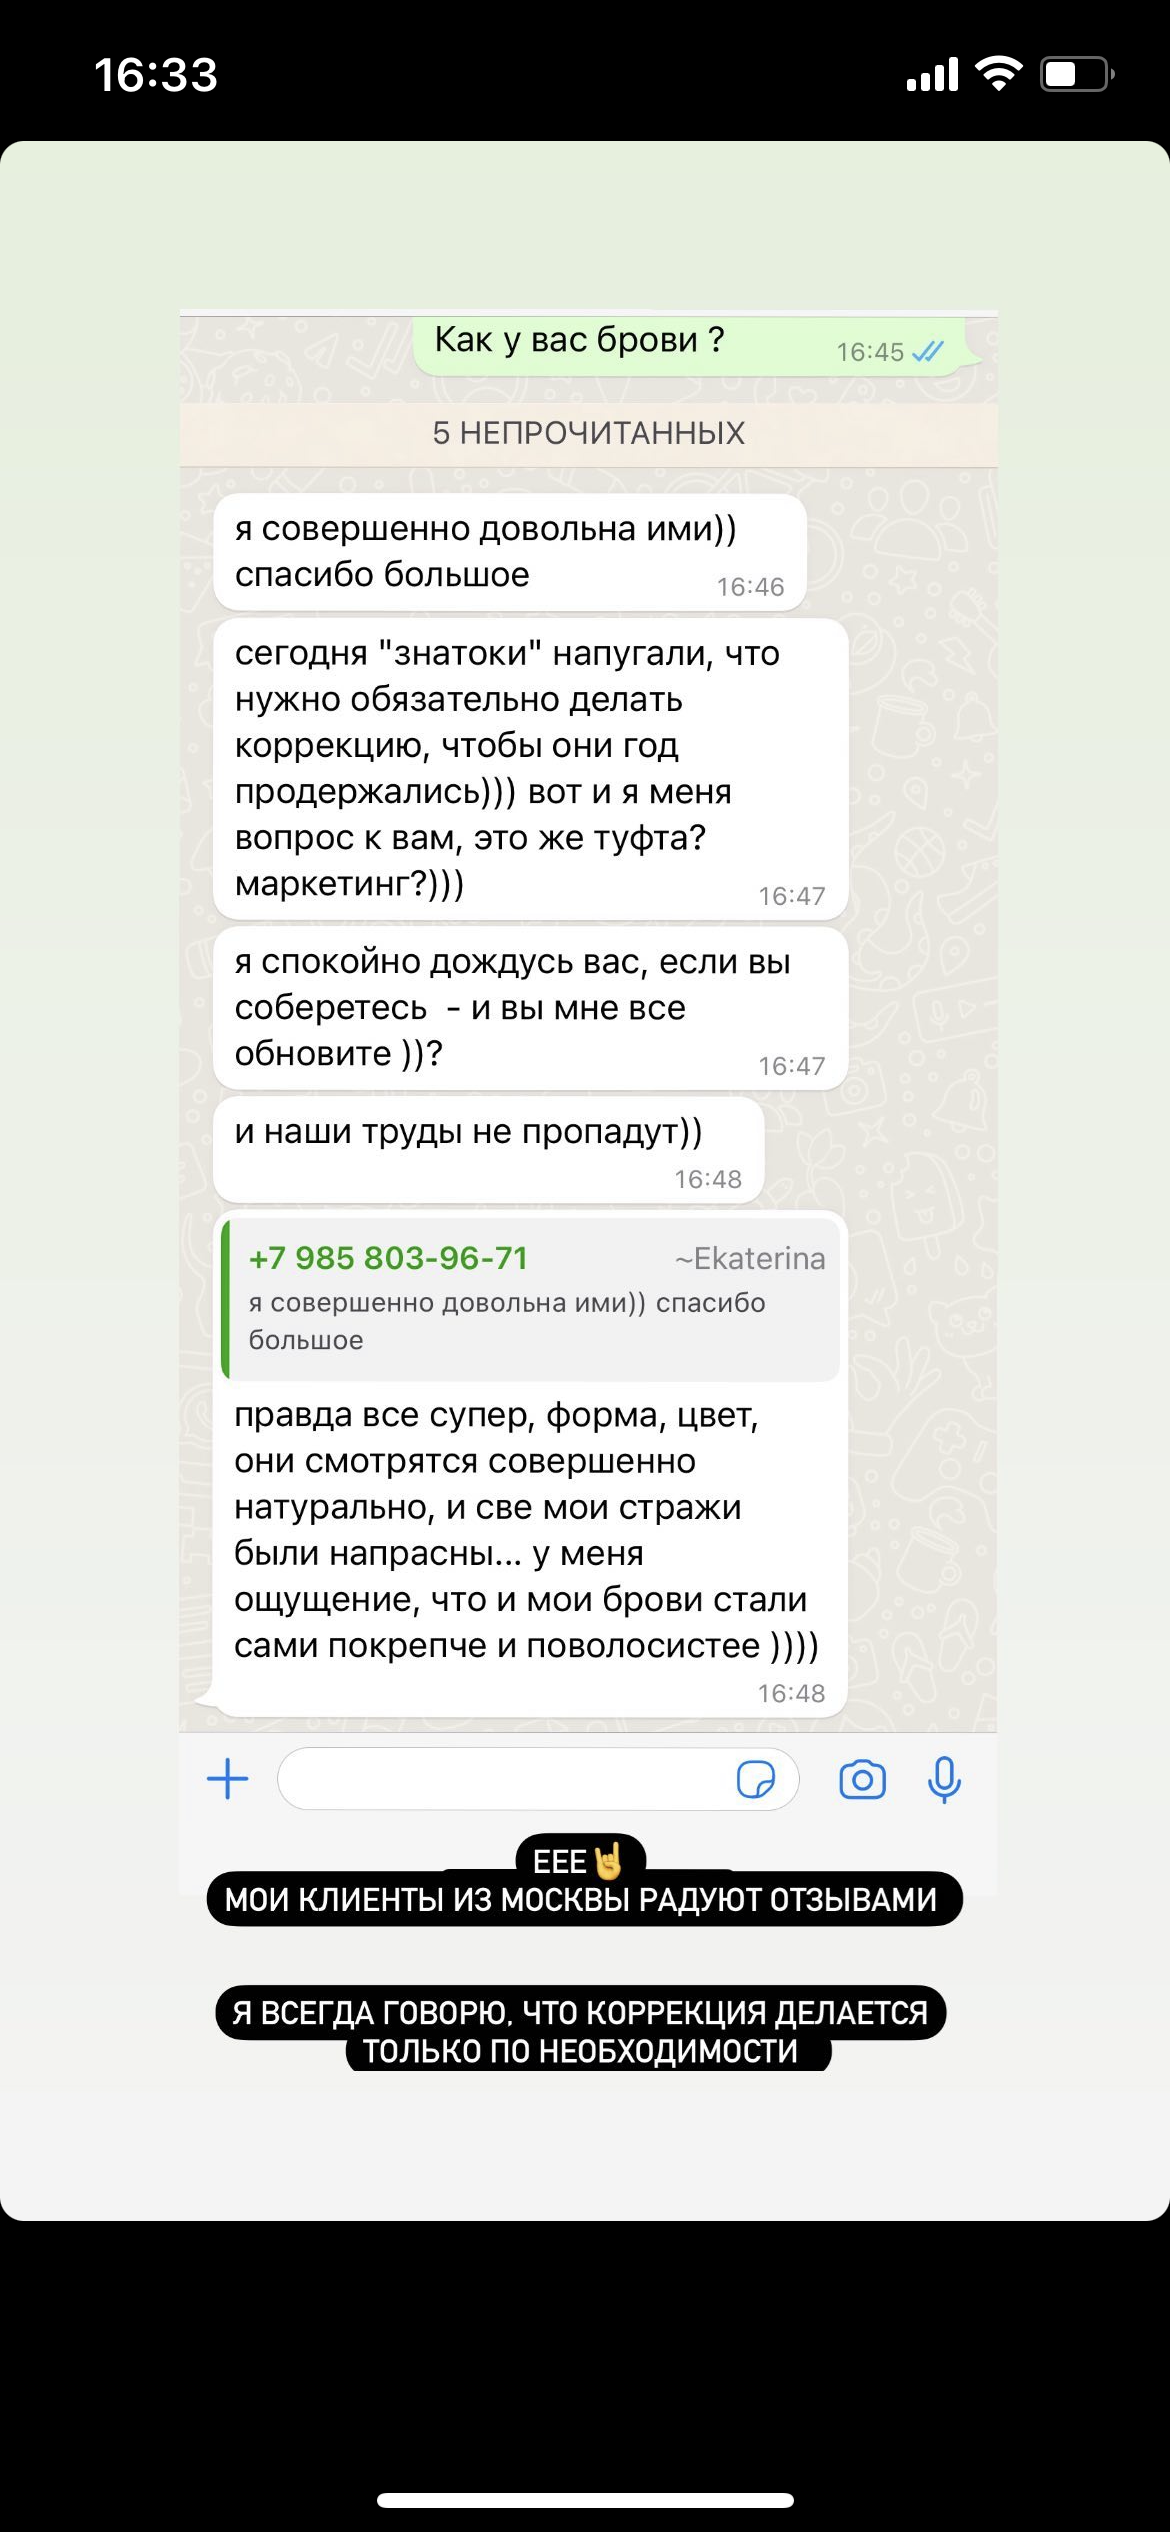 16:33
Как у вас брови ?
16:45
5 НЕПРОЧИТАННЫХ
я совершенно довольна ими))
спасибо большое
16:46
сегодня "знатоки" напугали, что
нужно обязательно делать
коррекцию, чтобы они год
продержались))) вот и я меня
вопрос к вам, это же туфта?
маркетинг?)))
16:47
я спокойно дождусь вас, если вы
соберетесь  - и вы мне все
обновите ))?
16:47
и наши труды не пропадут))
16:48
+7 985 803-96-71 ~Ekaterina
я совершенно довольна ими)) спасибо
большое
правда все супер, форма, цвет,
они смотрятся совершенно
натурально, и све мои стражи
были напрасны... у меня
ощущение, что и мои брови стали
сами покрепче и поволосистее ))))
16:48
ЕЕЕ🤘
МОИ КЛИЕНТЫ ИЗ МОСКВЫ РАДУЮТ ОТЗЫВАМИ
Я ВСЕГДА ГОВОРЮ, ЧТО КОРРЕКЦИЯ ДЕЛАЕТСЯ
ТОЛЬКО ПО НЕОБХОДИМОСТИ